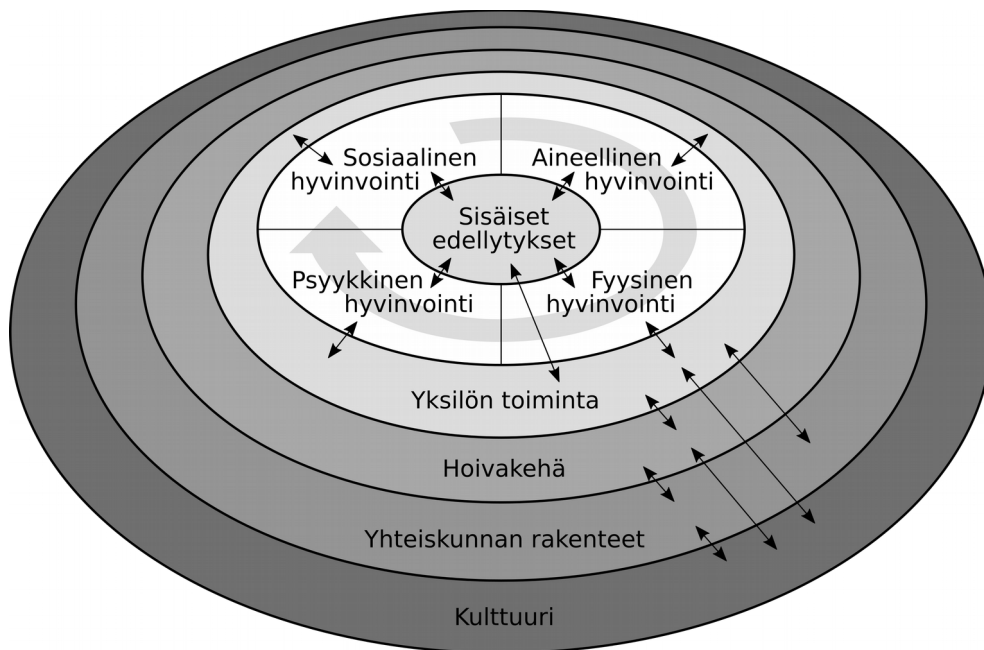 Sosiaalinen
hyvinvointi
Aineellinen
hyvinvointi
Sisäiset
edellytykset
Psyykkinen
hyvinvointi
Fyysinen
hyvinvointi
Yksilön toiminta
Hoivakehä
Yhteiskunnan rakenteet
Kulttuuri